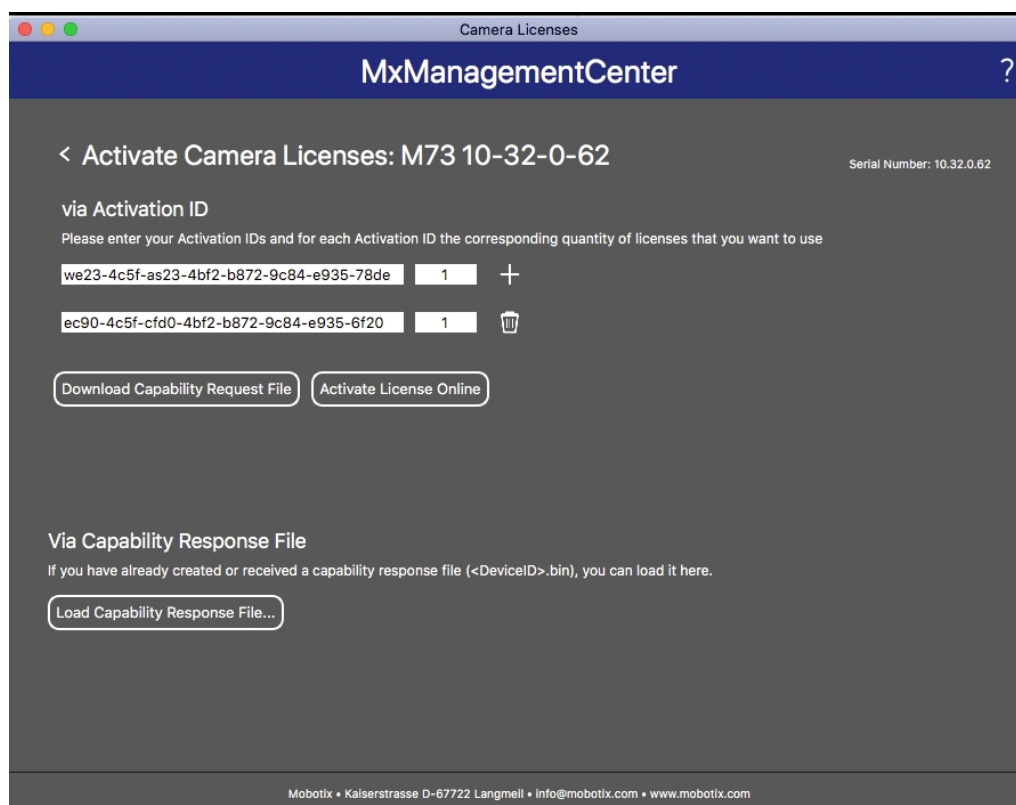 Camera Licenses
MxManagementCenter
?
< Activate Camera Licenses: M73 10-32-0-62
Serial Number: 10.32.0.62
via Activation ID
Please enter your Activation IDs and for each Activation ID the corresponding quantity of licenses that you want to use
we23-4c5f-as23-4bf2-b872-9c84-e935-78de 1 +
ec90-4c5f-cfd0-4bf2-b872-9c84-e935-6f20 1
Download Capability Request File Activate License Online
Via Capability Response File
If you have already created or received a capability response file (<DeviceID>.bin), you can load it here.
Load Capability Response File...
Mobotix • Kaiserstrasse D-67722 Langmeil • info@mobotix.com • www.mobotix.com